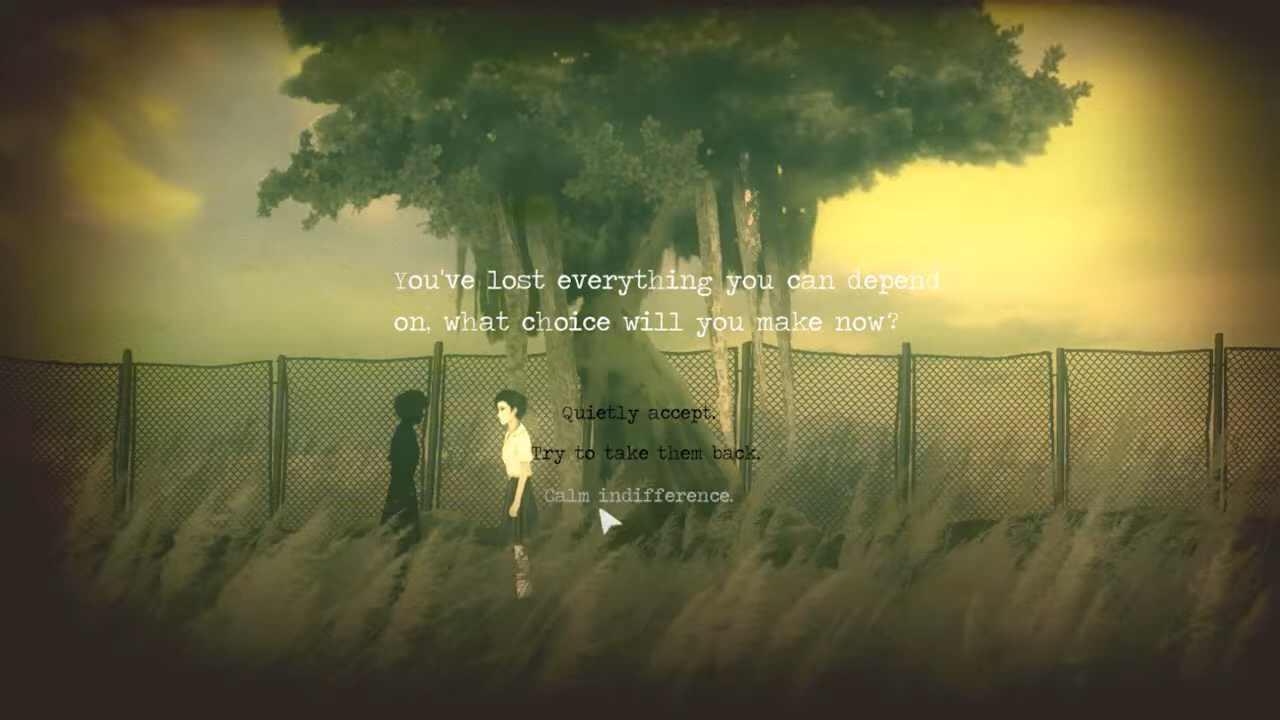 You've lost everything you can depend
on, what choice will you make now?
Quietly accept.
Try to take them back.
Calm indifference.